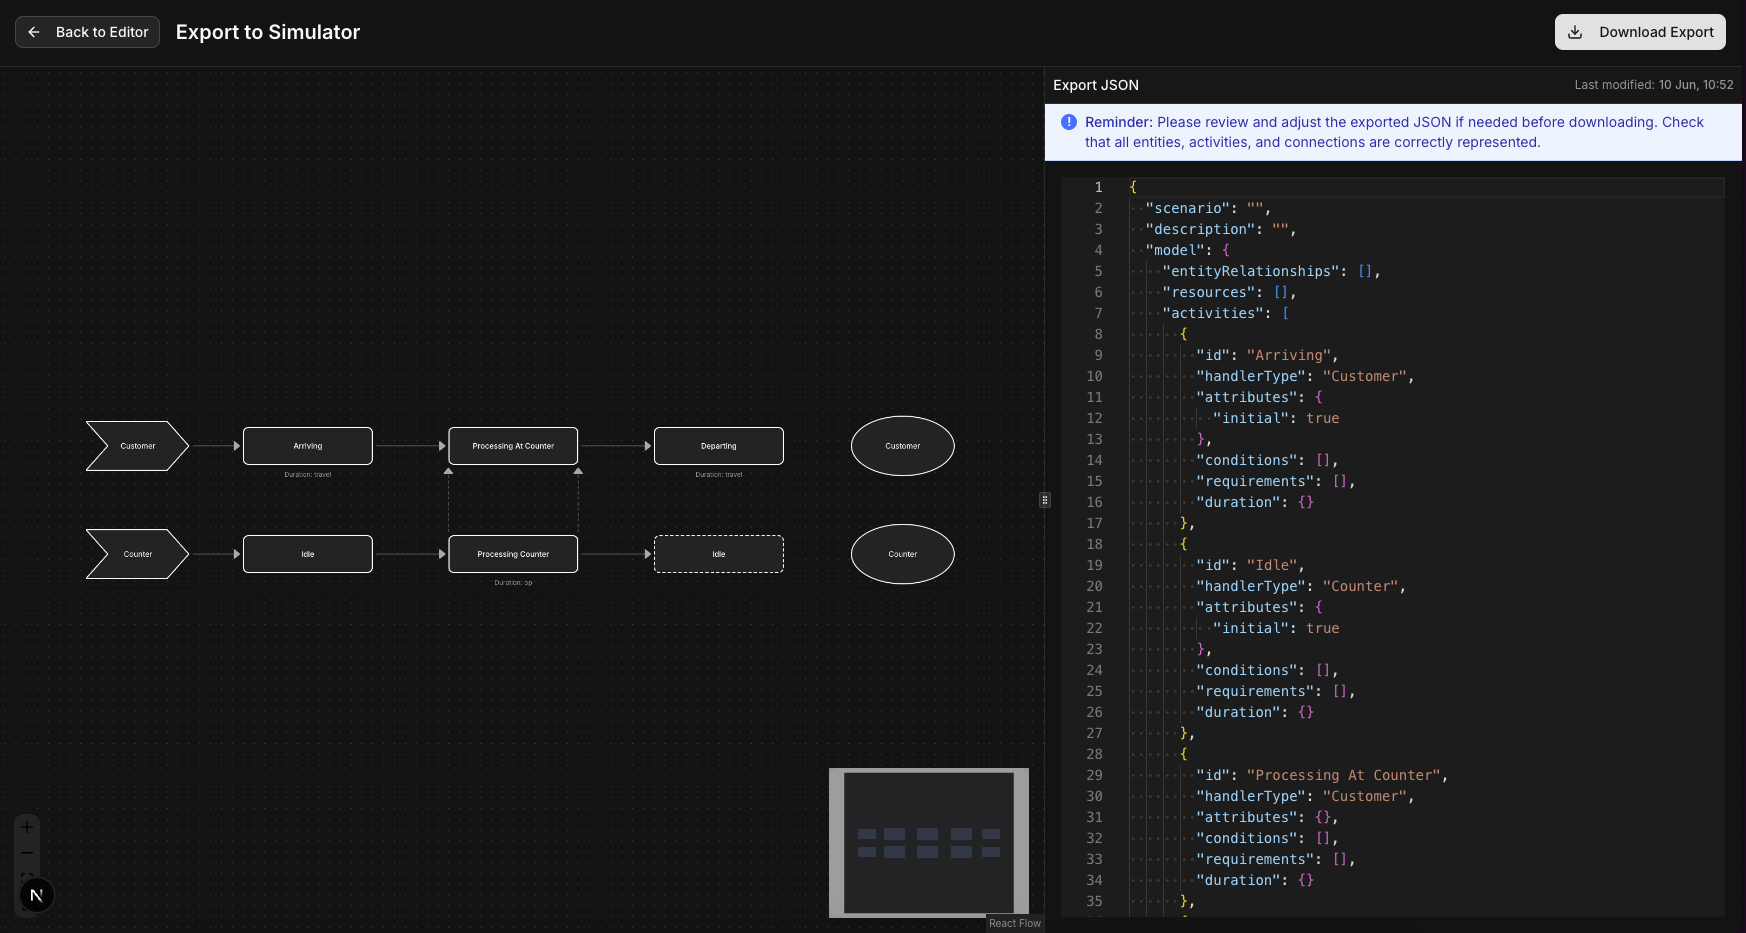 Back to Editor
Export to Simulator
Download Export
Customer
Arriving
Processing At Counter
Departing
Customer
Duration: travel
Duration: travel
Counter
Idle
Processing Counter
Idle
Counter
Duration: op
React Flow
Export JSON
Last modified: 10 Jun, 10:52
Reminder: Please review and adjust the exported JSON if needed before downloading. Check
that all entities, activities, and connections are correctly represented.
1 {
2 "scenario": "",
3 "description": "",
4 "model": {
5 "entityRelationships": [],
6 "resources": [],
7 "activities": [
8 {
9 "id": "Arriving",
10 "handlerType": "Customer",
11 "attributes": {
12 "initial": true
13 },
14 "conditions": [],
15 "requirements": [],
16 "duration": {}
17 },
18 {
19 "id": "Idle",
20 "handlerType": "Counter",
21 "attributes": {
22 "initial": true
23 },
24 "conditions": [],
25 "requirements": [],
26 "duration": {}
27 },
28 {
29 "id": "Processing At Counter",
30 "handlerType": "Customer",
31 "attributes": {},
32 "conditions": [],
33 "requirements": [],
34 "duration": {}
35 },